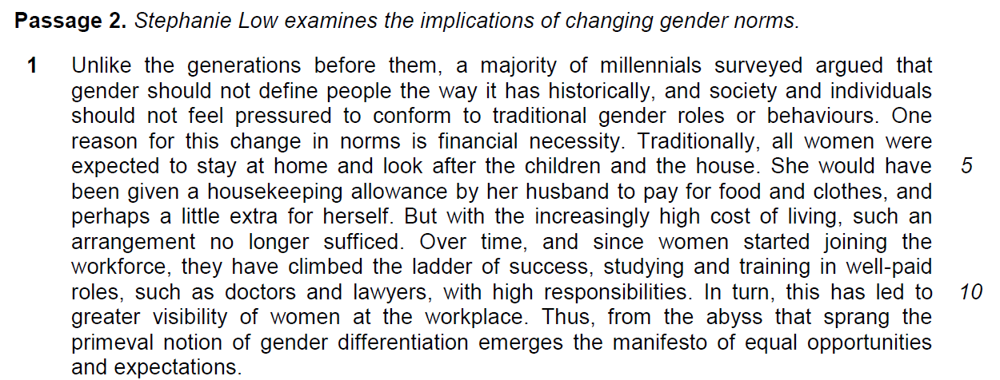 Passage 2. Stephanie Low examines the implications of changing gender norms.
1 Unlike the generations before them, a majority of millennials surveyed argued that
gender should not define people the way it has historically, and society and individuals
should not feel pressured to conform to traditional gender roles or behaviours. One
reason for this change in norms is financial necessity. Traditionally, all women were
expected to stay at home and look after the children and the house. She would have 5
been given a housekeeping allowance by her husband to pay for food and clothes, and
perhaps a little extra for herself. But with the increasingly high cost of living, such an
arrangement no longer sufficed. Over time, and since women started joining the
workforce, they have climbed the ladder of success, studying and training in well-paid
roles, such as doctors and lawyers, with high responsibilities. In turn, this has led to 10
greater visibility of women at the workplace. Thus, from the abyss that sprang the
primeval notion of gender differentiation emerges the manifesto of equal opportunities
and expectations.